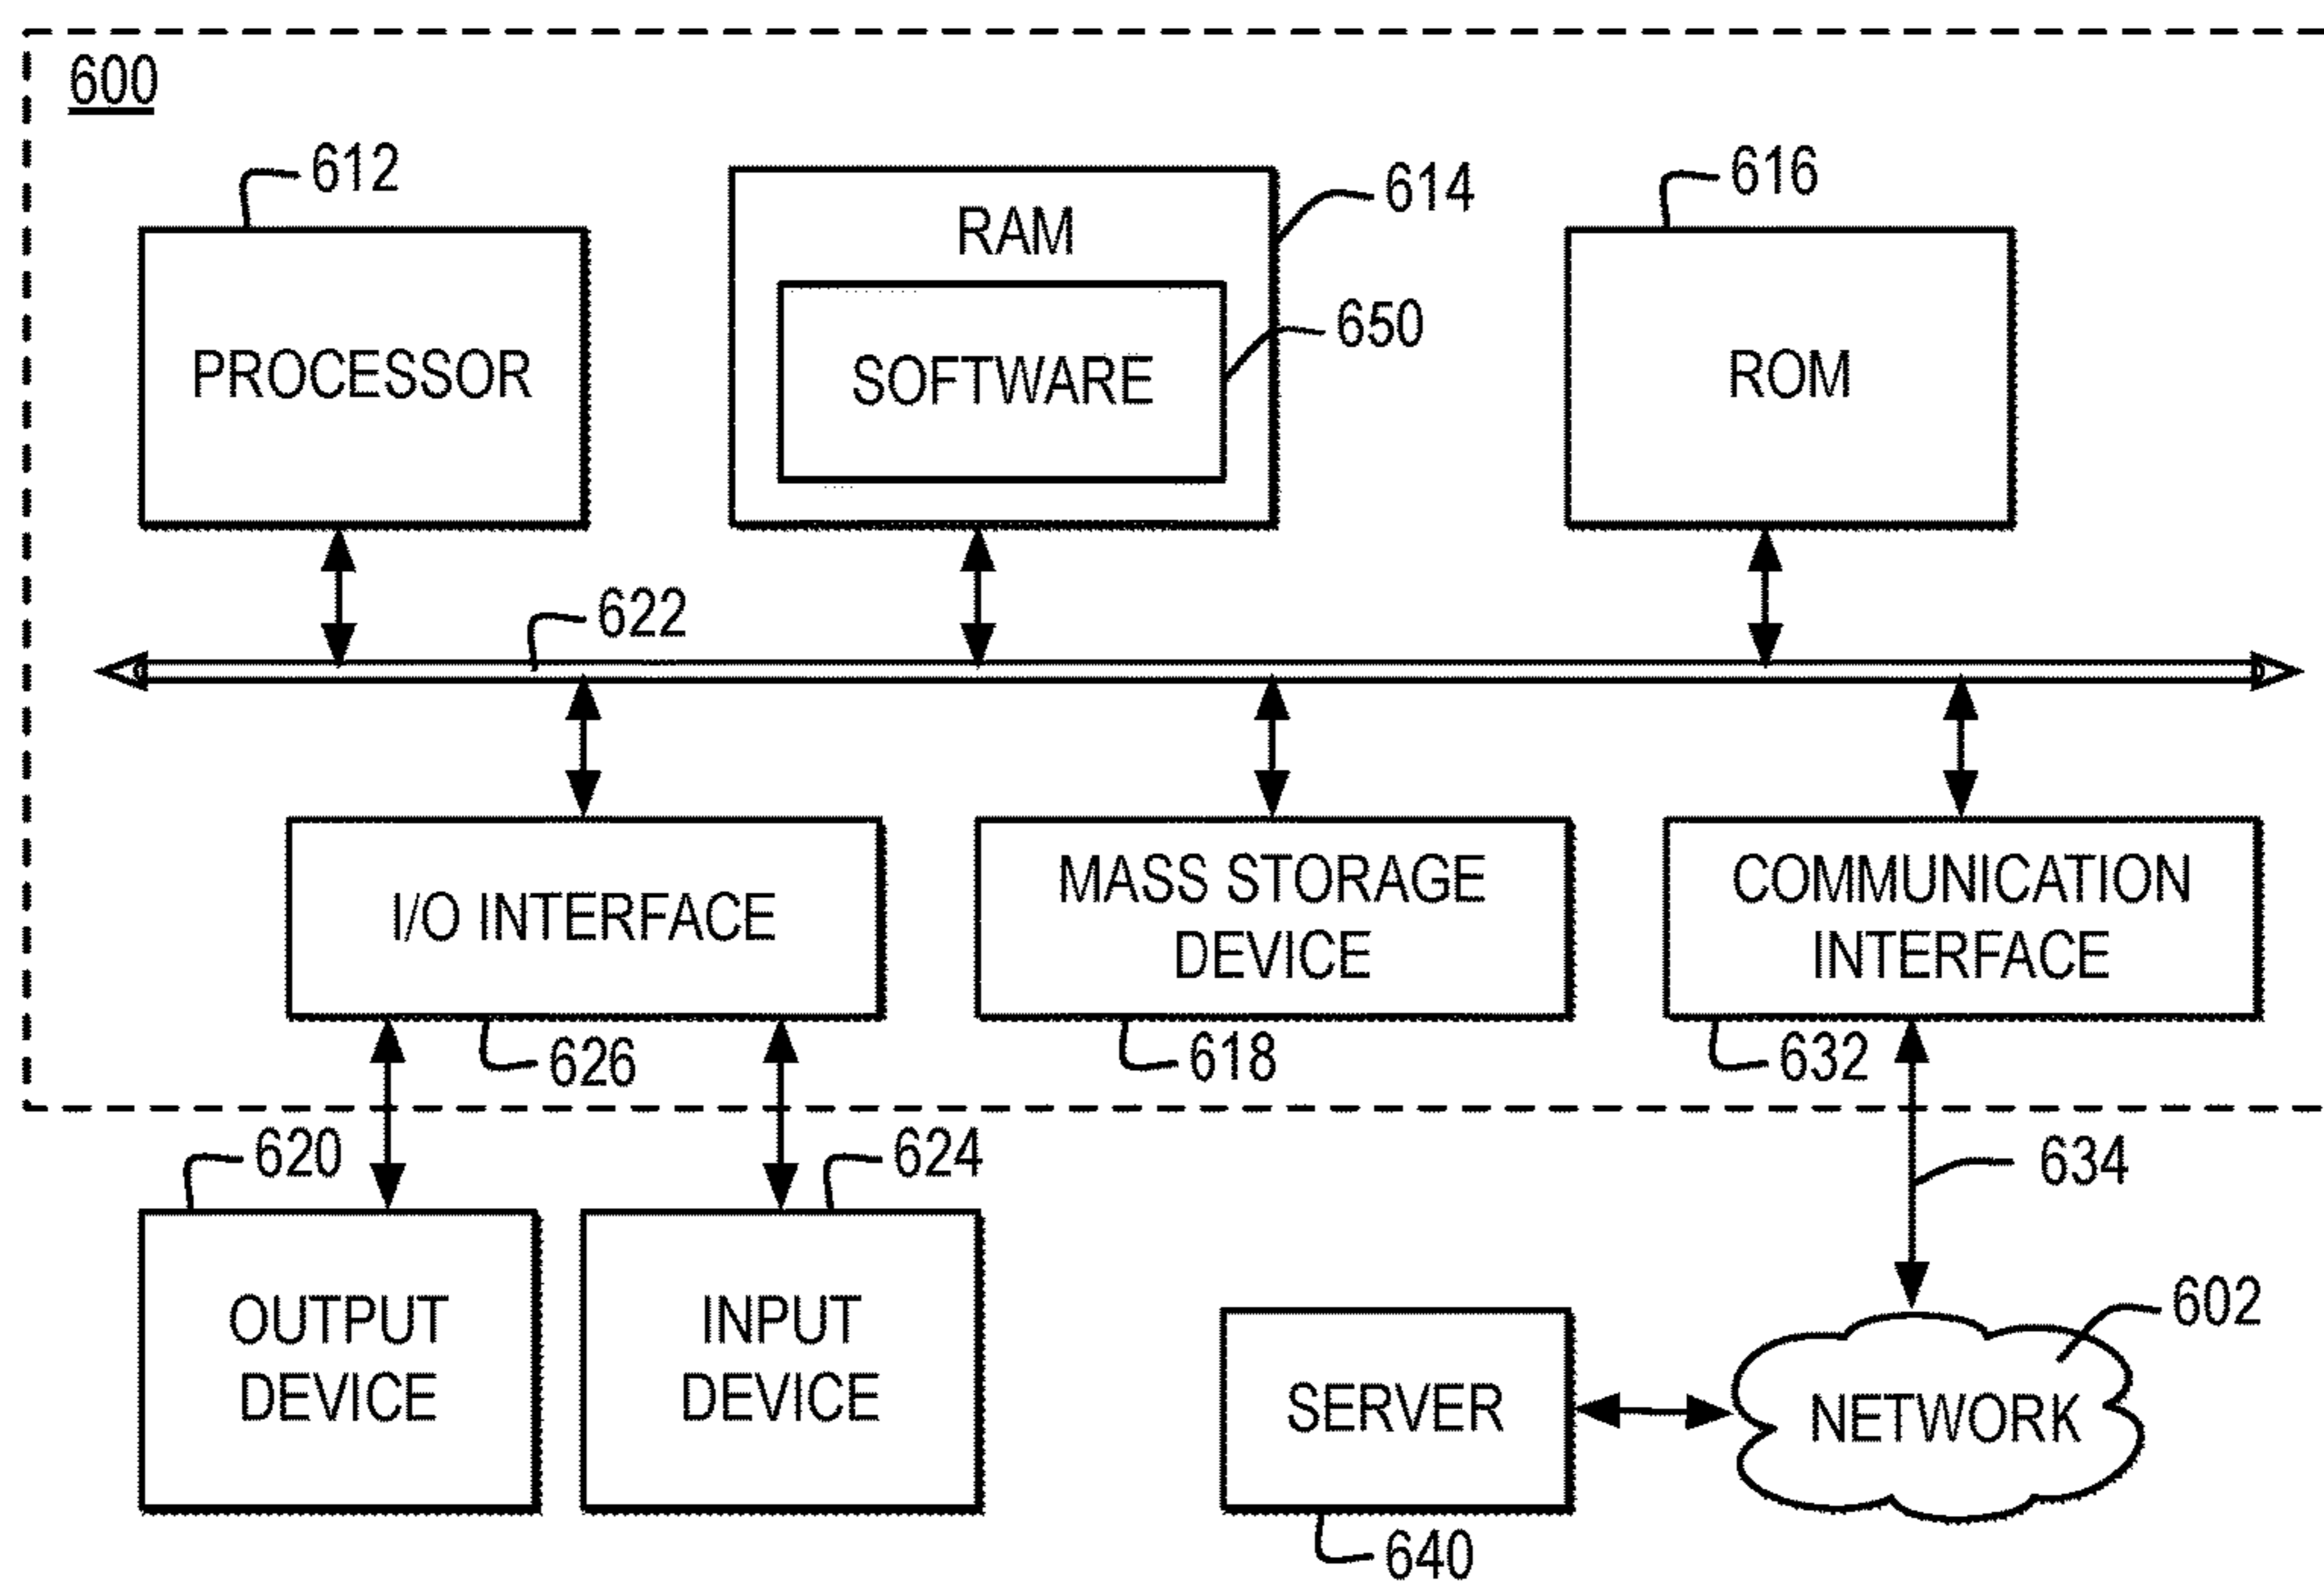 600
612
614
616
RAM
650
PROCESSOR
SOFTWARE
ROM
622
I/O INTERFACE
MASS STORAGE
DEVICE
COMMUNICATION
INTERFACE
626
618
632
620
624
634
OUTPUT
DEVICE
INPUT
DEVICE
602
SERVER
NETWORK
640